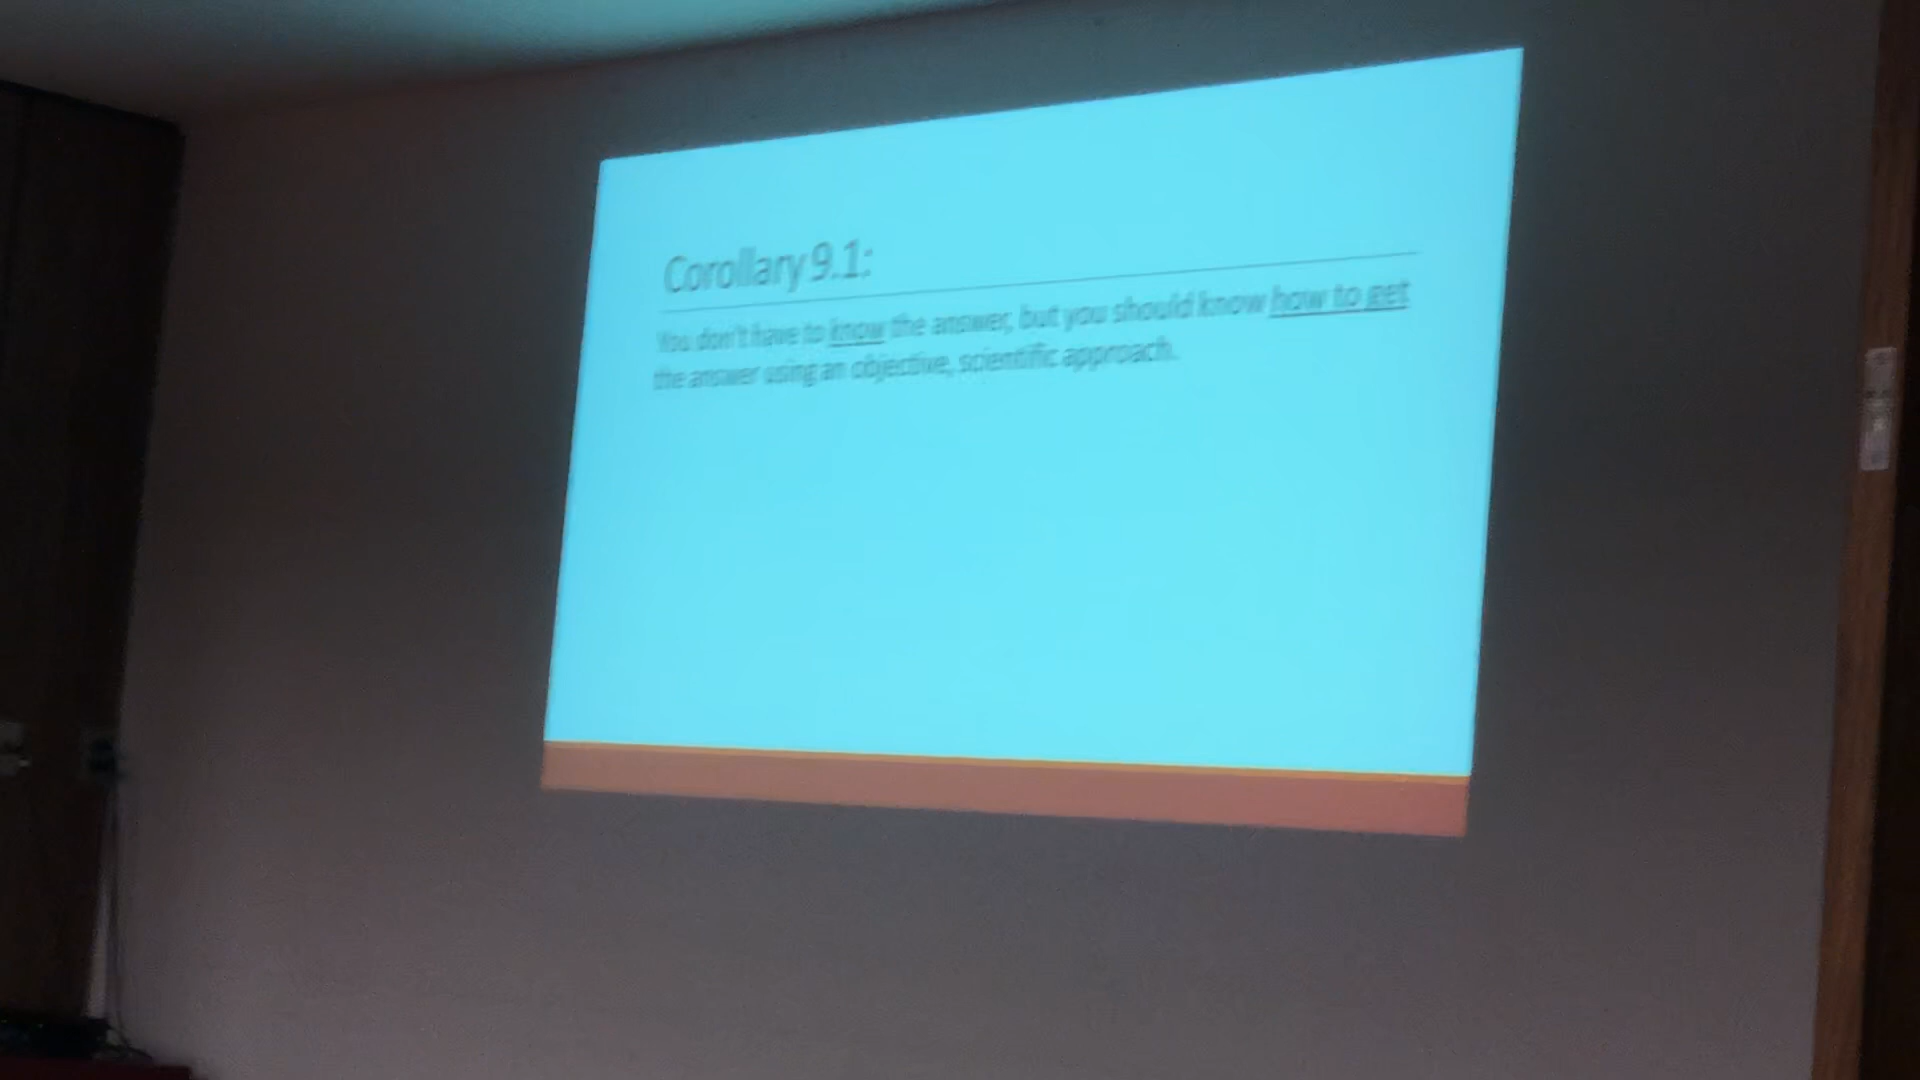 Corollary 9.1:
You don't have to know the answer, but you should know how to get
the answer using an objective, scientific approach.